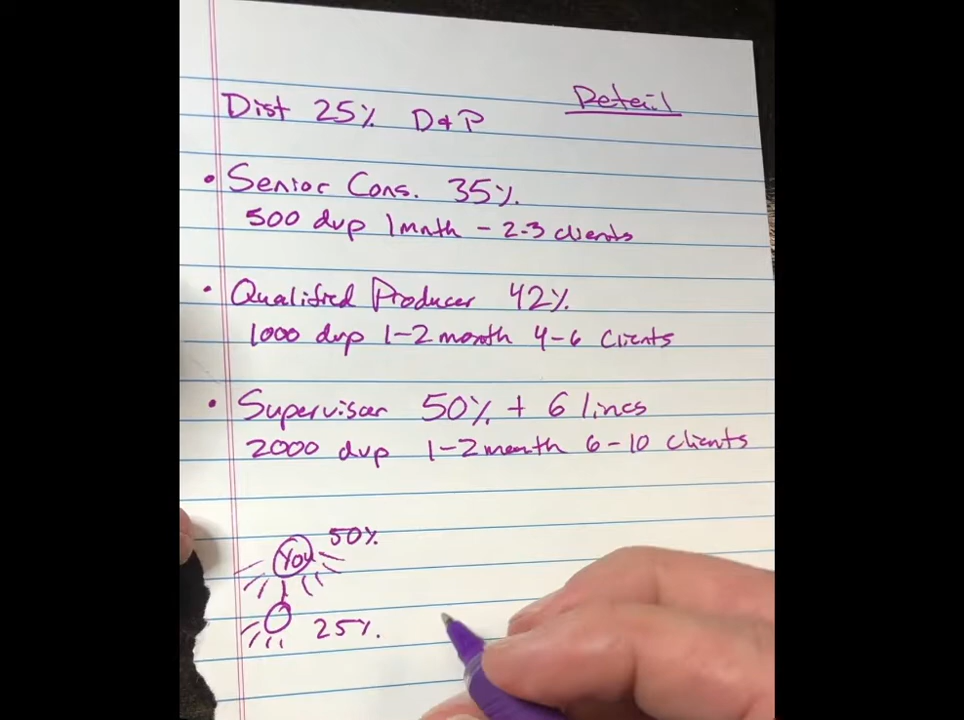 Retail
Dist 25% D+P
• Senior Cons. 35%
500 dvp 1 mnth - 2-3 clients
• Qualified Producer 42%
1000 dvp 1-2 month 4-6 Clients
• Supervisor 50% + 6 lines
2000 dvp 1-2 month 6-10 clients
You 50%
25%